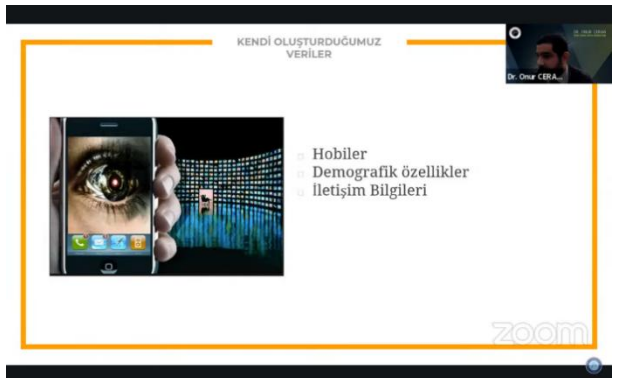 KENDİ OLUŞTURDUĞUMUZ
VERİLER
Dr. Onur CERA...
Hobiler
Demografik özellikler
İletişim Bilgileri
zoom